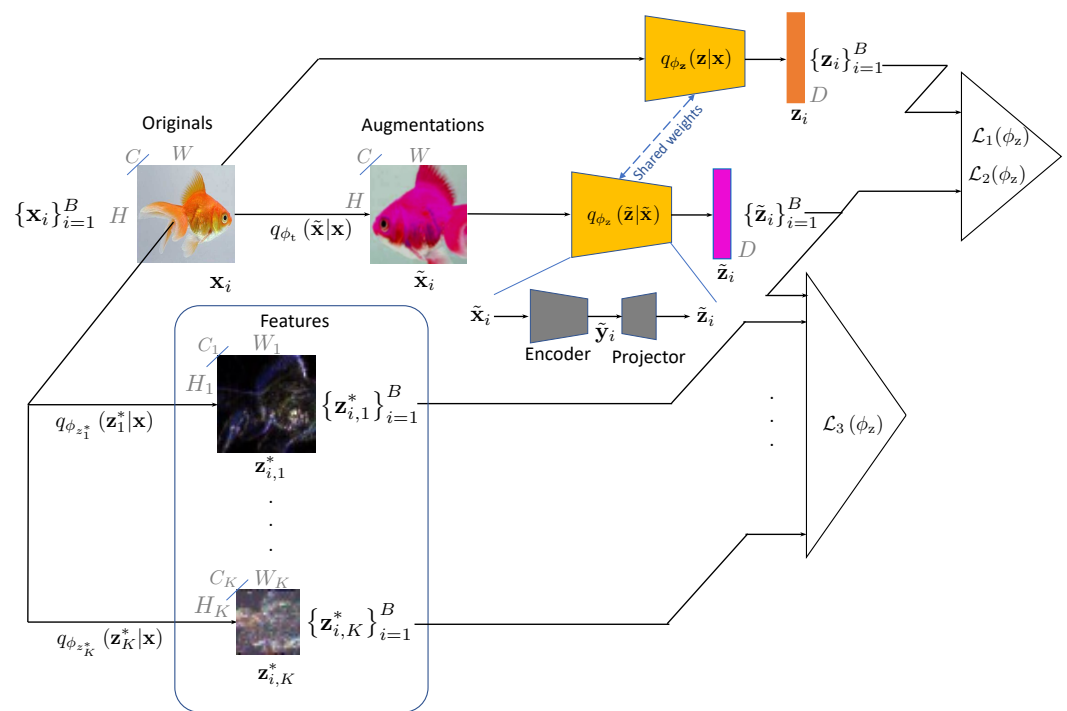 q_{ϕ_z}(z|x)
{z_i}_{i=1}^B
D
z_i
Originals
Augmentations
Shared weights
L_1(ϕ_z)
L_2(ϕ_z)
C W
C W
{x_i}_{i=1}^B H
q_{ϕ_t}(x̃|x)
H
q_{ϕ_z}(z̃|x̃)
{z̃_i}_{i=1}^B
D
x_i
x̃_i
z̃_i
x̃_i
ỹ_i
z̃_i
Encoder
Projector
Features
C_1 W_1
H_1
q_{ϕ_{z_1^*}}(z_1^*|x)
{z_{i,1}^*}_{i=1}^B
z_{i,1}^*
L_3(ϕ_z)
C_K W_K
H_K
q_{ϕ_{z_K^*}}(z_K^*|x)
{z_{i,K}^*}_{i=1}^B
z_{i,K}^*